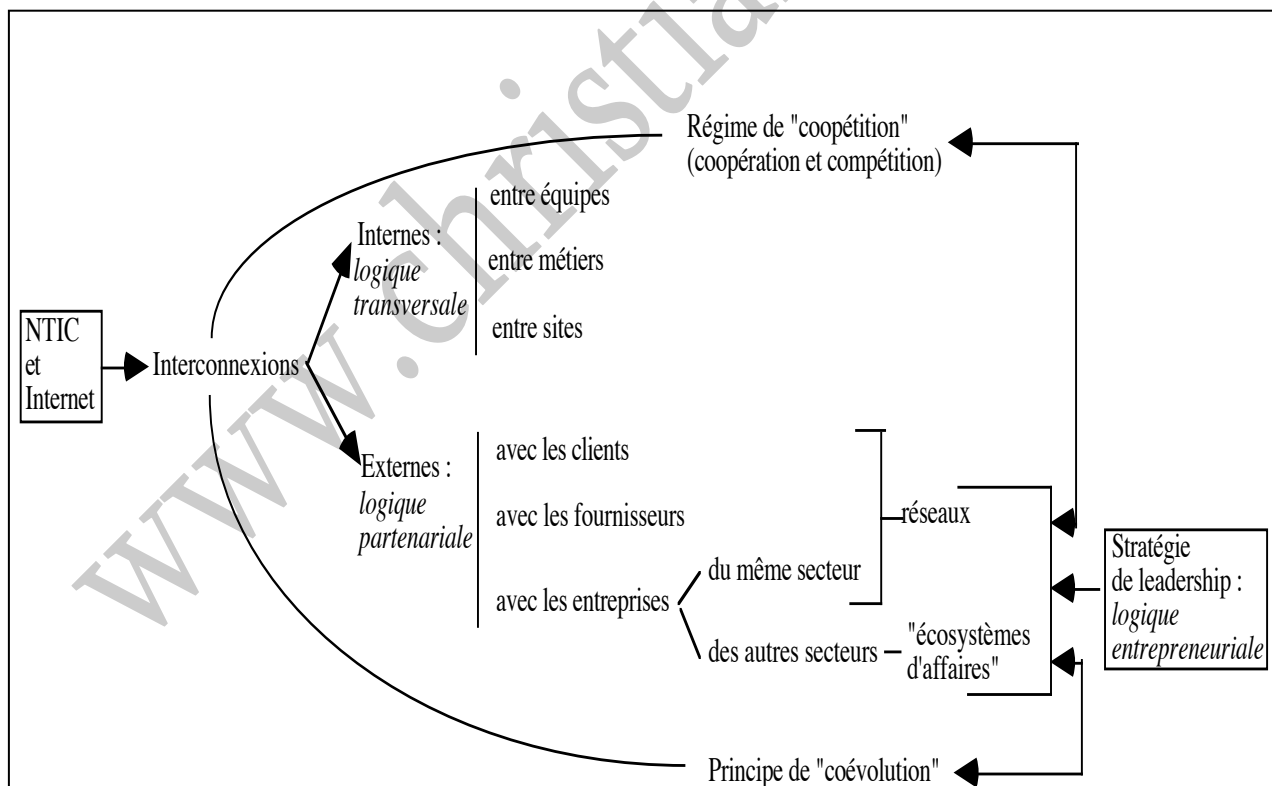 www.christia
Régime de "coopétition"
(coopération et compétition)
Internes :
logique
transversale
entre équipes
entre métiers
entre sites
NTIC
et
Internet
Interconnexions
Externes :
logique
partenariale
avec les clients
avec les fournisseurs
avec les entreprises
du même secteur
des autres secteurs
réseaux
"écosystèmes
d'affaires"
Stratégie
de leadership :
logique
entrepreneuriale
Principe de "coévolution"